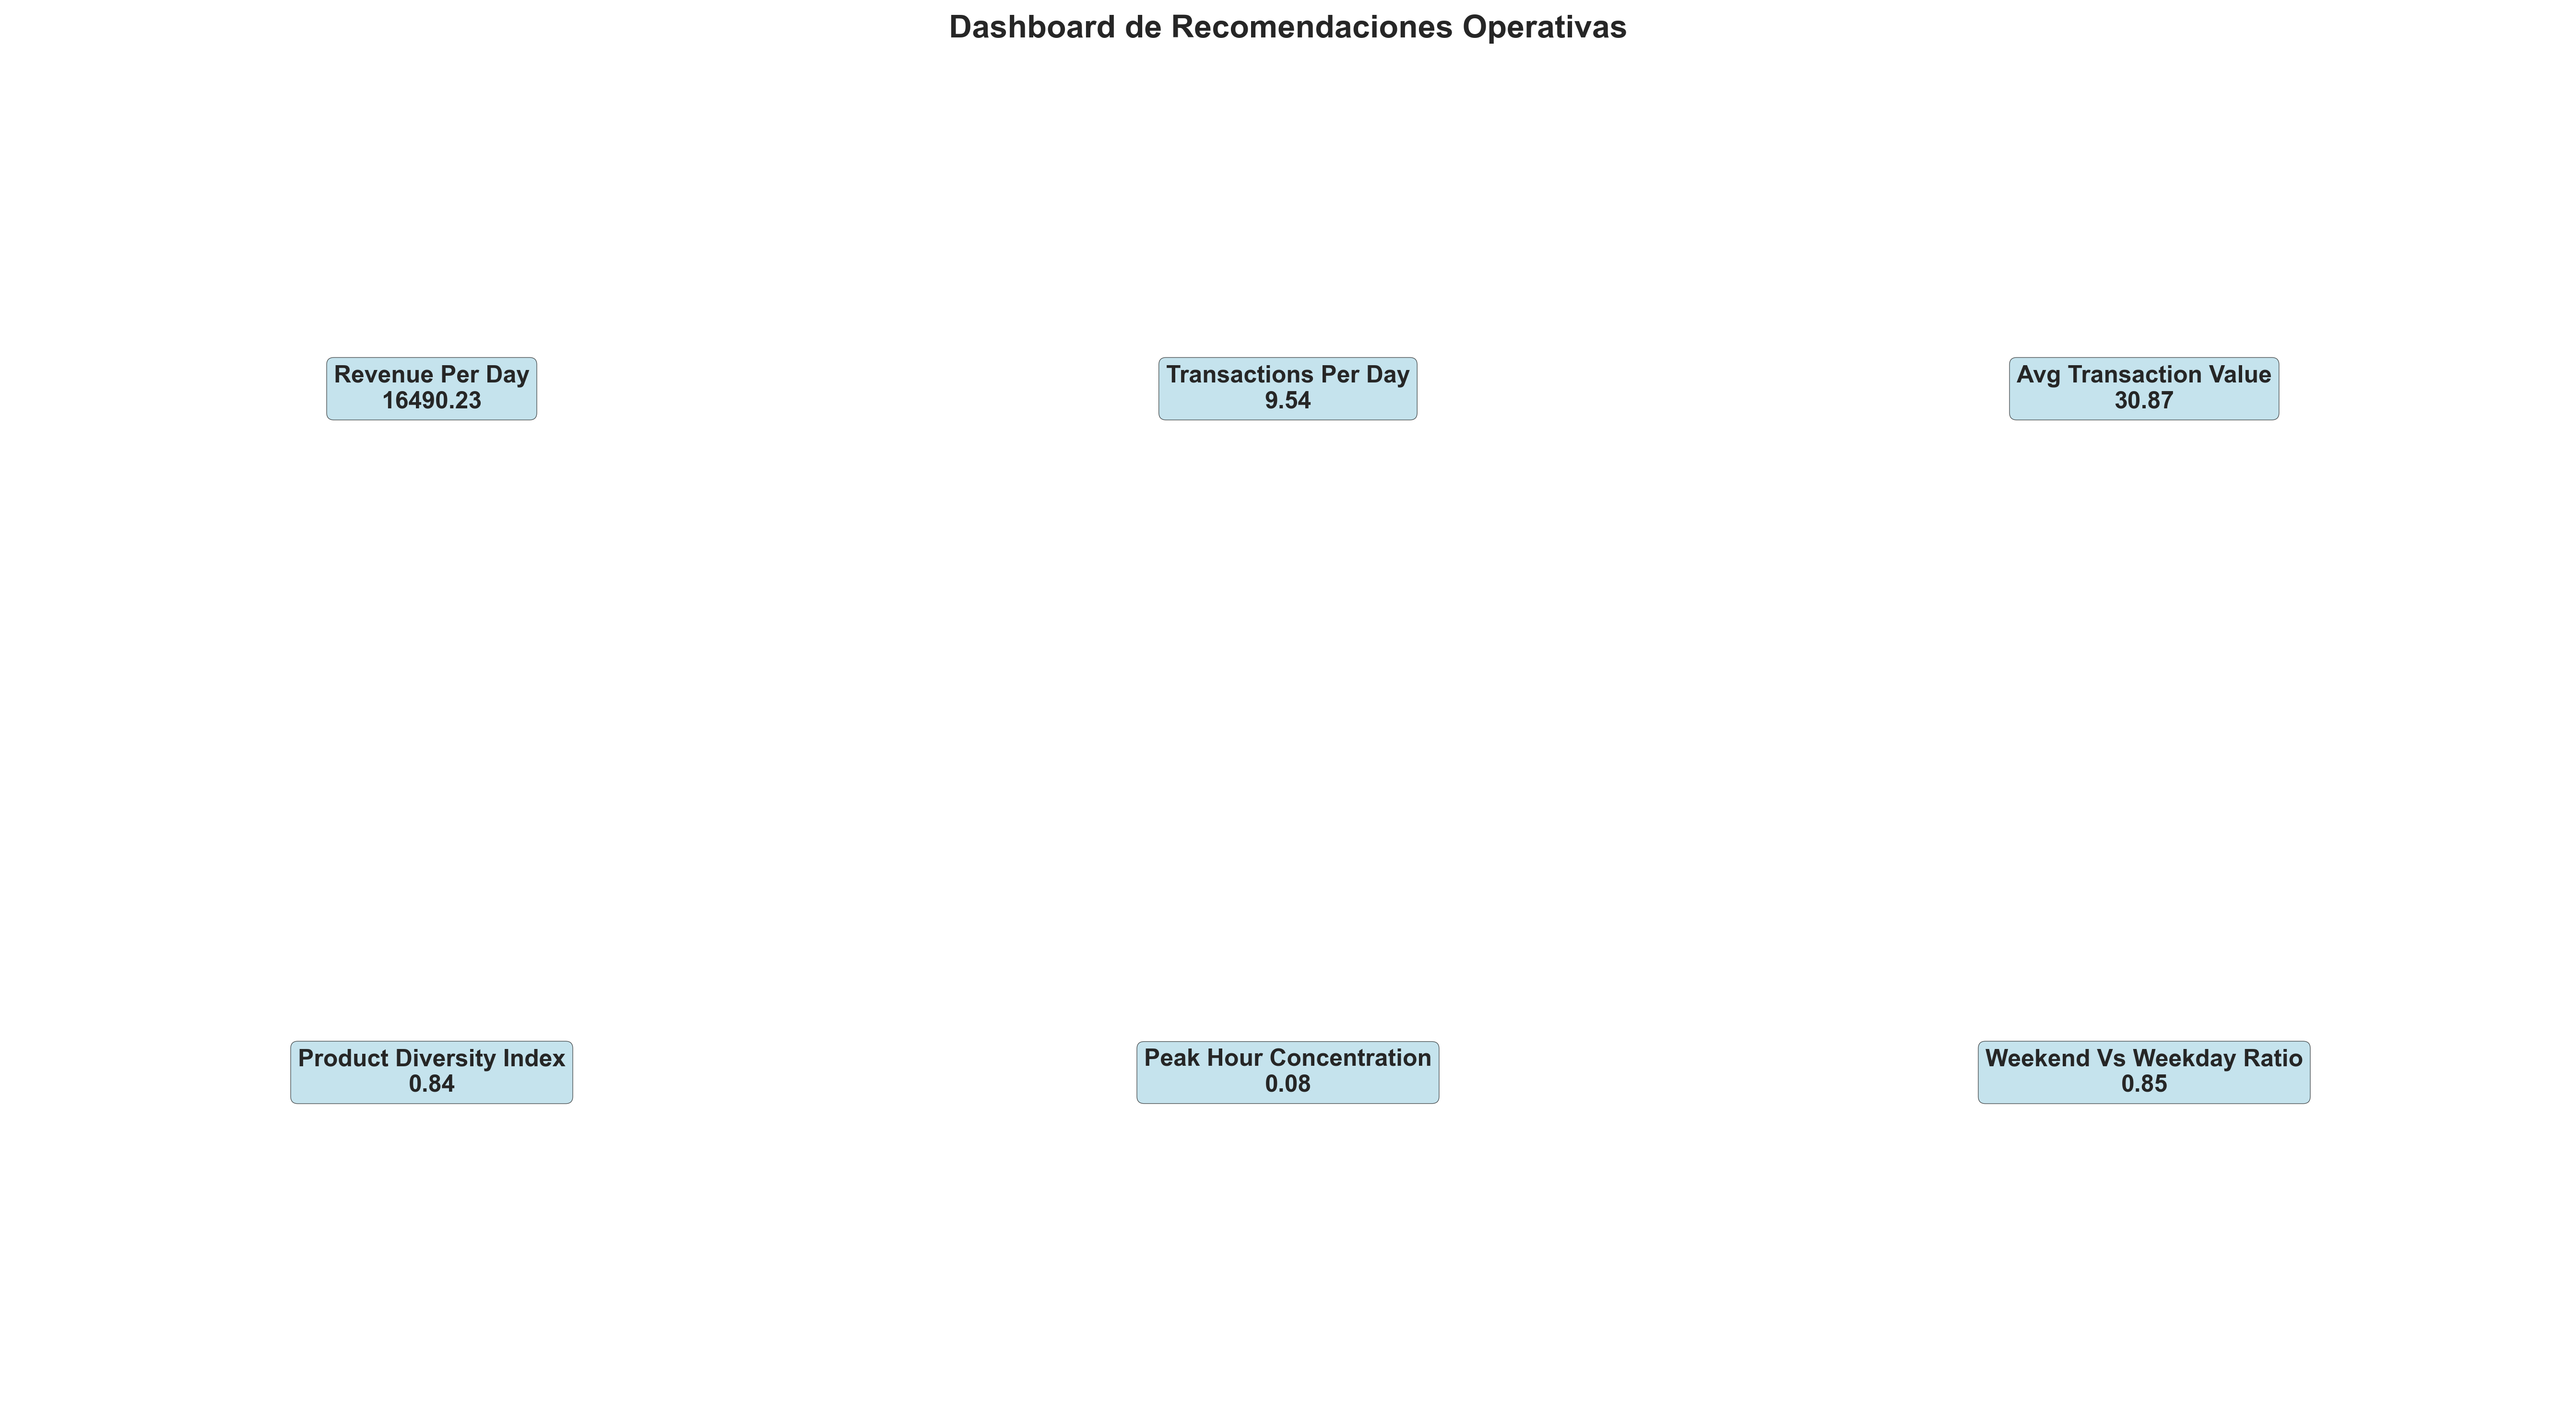 Dashboard de Recomendaciones Operativas
Revenue Per Day
16490.23
Transactions Per Day
9.54
Avg Transaction Value
30.87
Product Diversity Index
0.84
Peak Hour Concentration
0.08
Weekend Vs Weekday Ratio
0.85